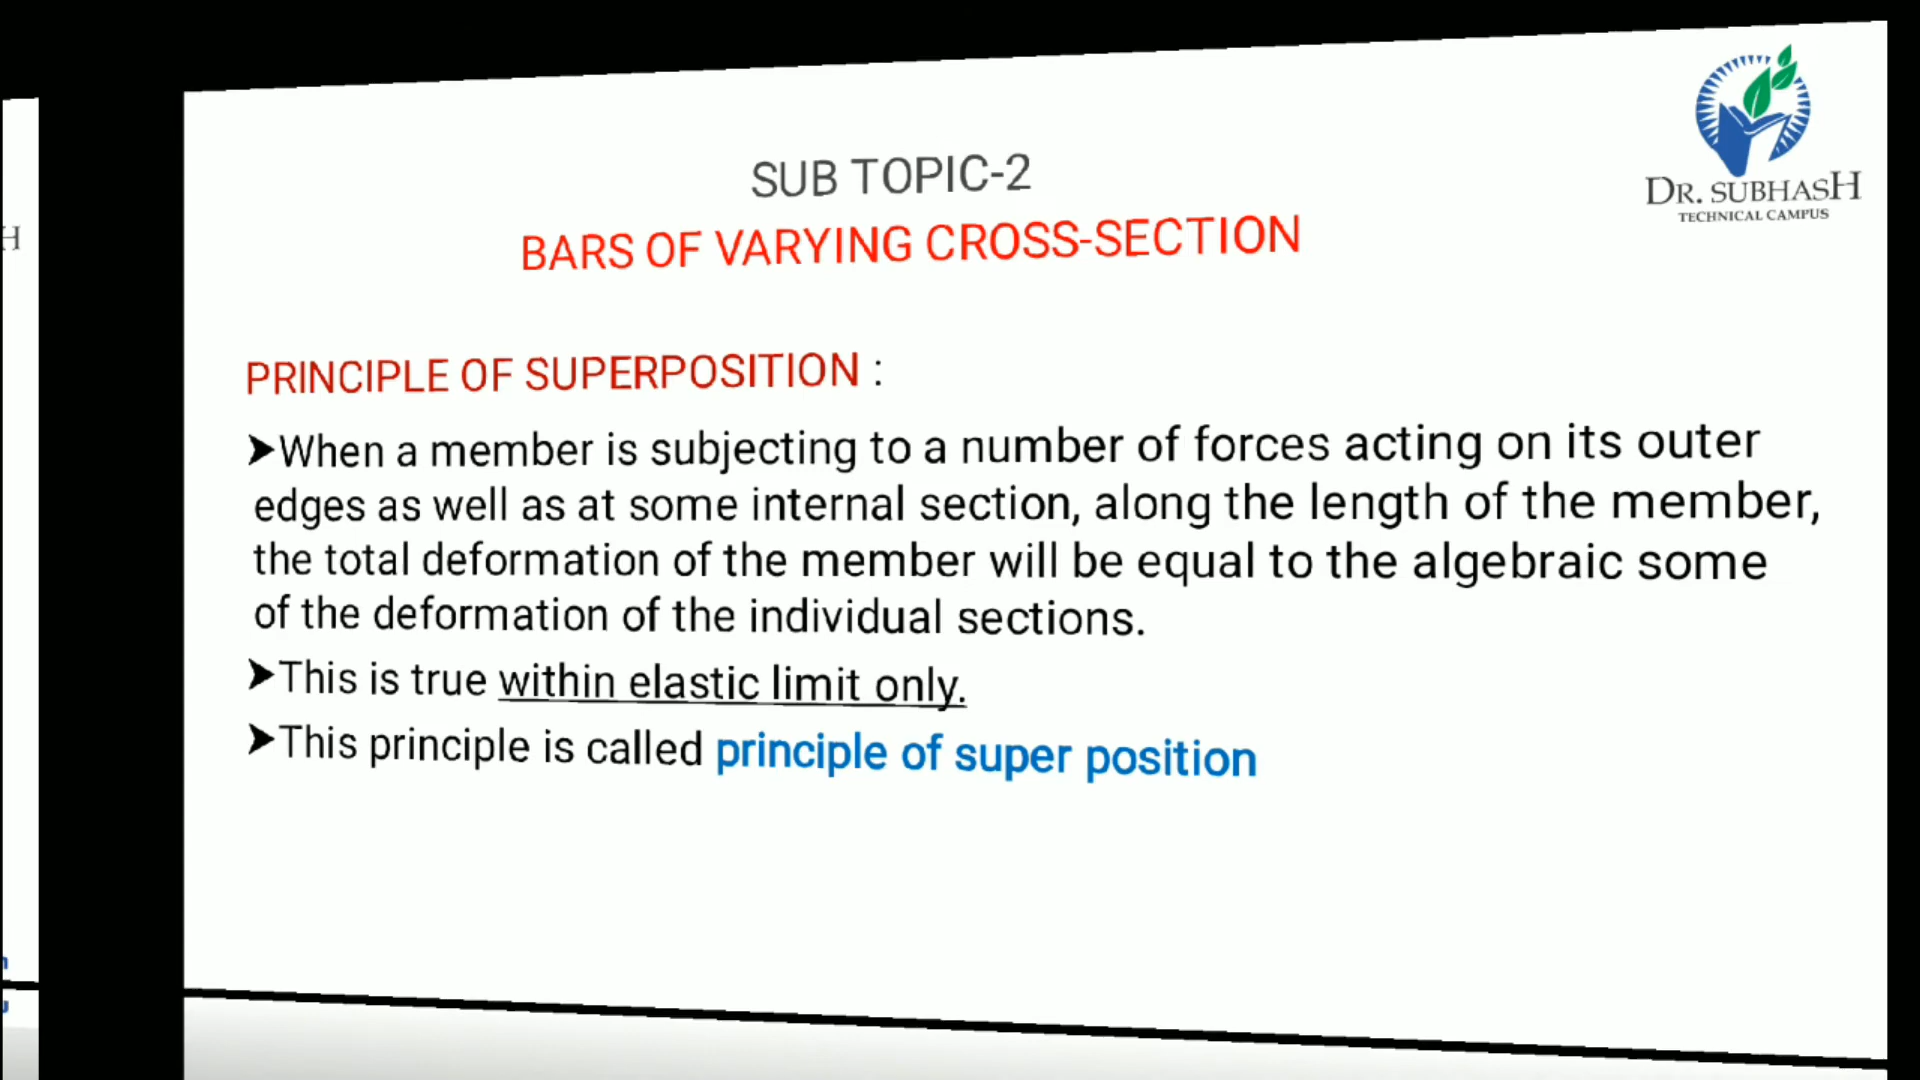 DR. SUBHASH
TECHNICAL CAMPUS
SUB TOPIC-2
BARS OF VARYING CROSS-SECTION
PRINCIPLE OF SUPERPOSITION :
➤When a member is subjecting to a number of forces acting on its outer
edges as well as at some internal section, along the length of the member,
the total deformation of the member will be equal to the algebraic some
of the deformation of the individual sections.
➤This is true within elastic limit only.
➤This principle is called principle of super position
H